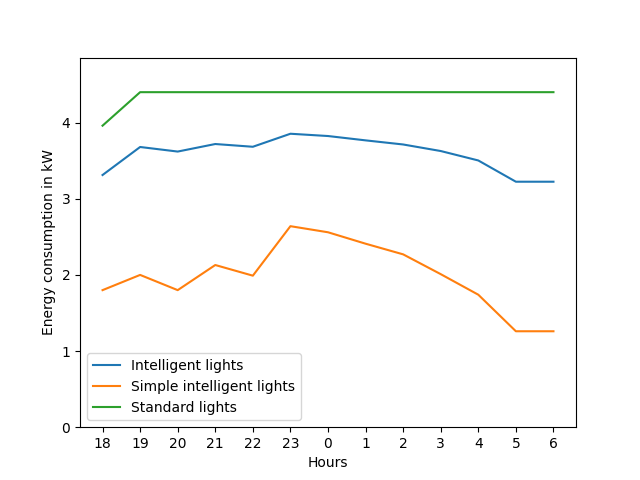 Energy consumption in kW
4
3
2
1
0
Intelligent lights
Simple intelligent lights
Standard lights
18 19 20 21 22 23 0 1 2 3 4 5 6
Hours